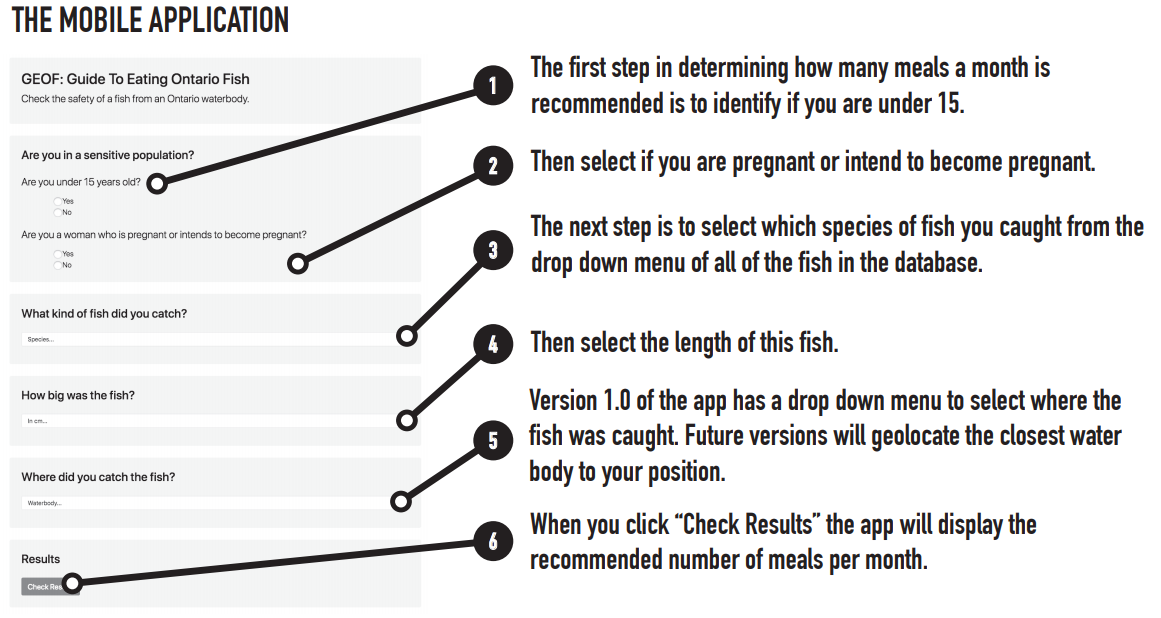 THE MOBILE APPLICATION
GEOF: Guide To Eating Ontario Fish
Check the safety of a fish from an Ontario waterbody.
Are you in a sensitive population?
Are you under 15 years old?
Yes
No
Are you a woman who is pregnant or intends to become pregnant?
Yes
No
What kind of fish did you catch?
Species...
How big was the fish?
In cm...
Where did you catch the fish?
Waterbody...
Results
Check Res
1
The first step in determining how many meals a month is
recommended is to identify if you are under 15.
2
Then select if you are pregnant or intend to become pregnant.
3
The next step is to select which species of fish you caught from the
drop down menu of all of the fish in the database.
4
Then select the length of this fish.
5
Version 1.0 of the app has a drop down menu to select where the
fish was caught. Future versions will geolocate the closest water
body to your position.
6
When you click “Check Results” the app will display the
recommended number of meals per month.